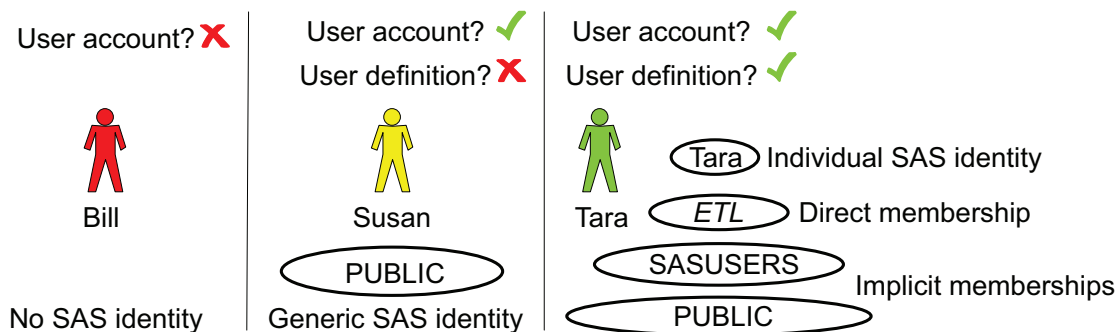 User account?
Bill
No SAS identity
User account?
User definition?
Susan
PUBLIC
Generic SAS identity
User account?
User definition?
Tara
Tara Individual SAS identity
ETL Direct membership
SASUSERS
Implicit memberships
PUBLIC